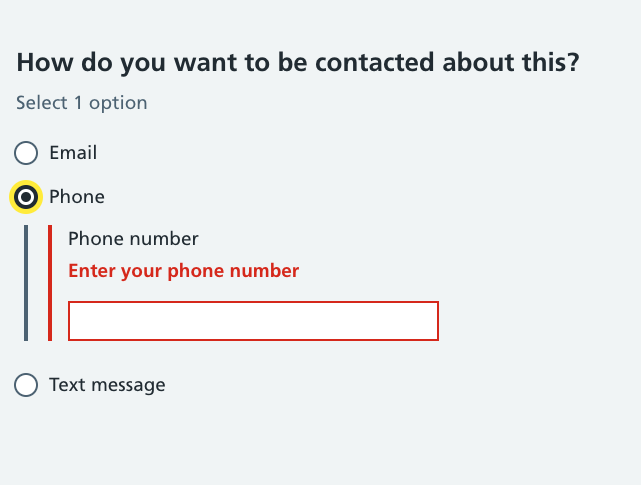 How do you want to be contacted about this?
Select 1 option
Email
Phone
Phone number
Enter your phone number
Text message